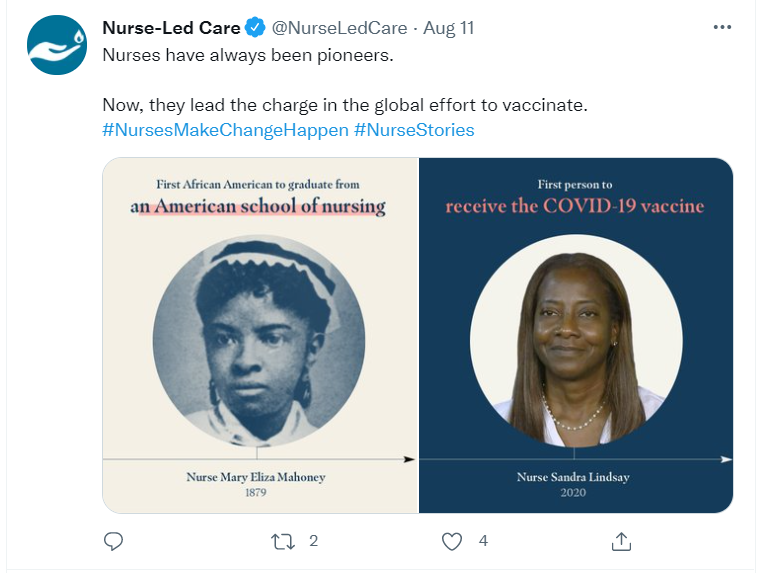 Nurse-Led Care @NurseLedCare · Aug 11
Nurses have always been pioneers.
Now, they lead the charge in the global effort to vaccinate.
#NursesMakeChangeHappen #NurseStories
First African American to graduate from
an American school of nursing
Nurse Mary Eliza Mahoney
1879
First person to
receive the COVID-19 vaccine
Nurse Sandra Lindsay
2020
2
4